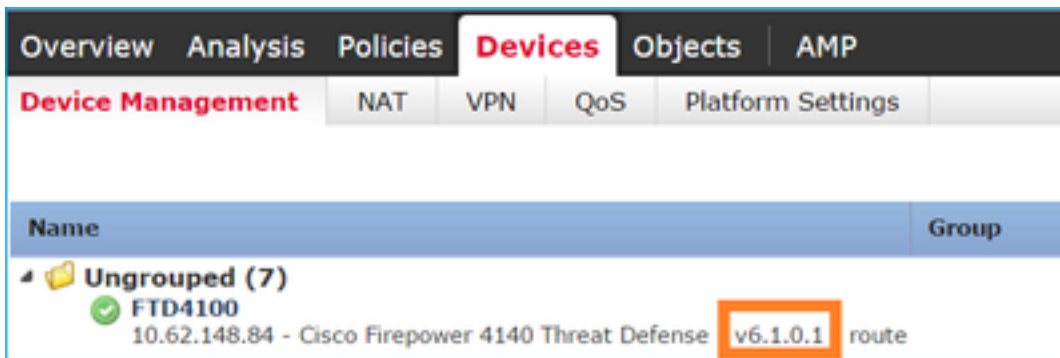 Overview Analysis Policies Devices Objects AMP
Device Management NAT VPN QoS Platform Settings
Name Group
Ungrouped (7)
FTD4100
10.62.148.84 - Cisco Firepower 4140 Threat Defense v6.1.0.1 route